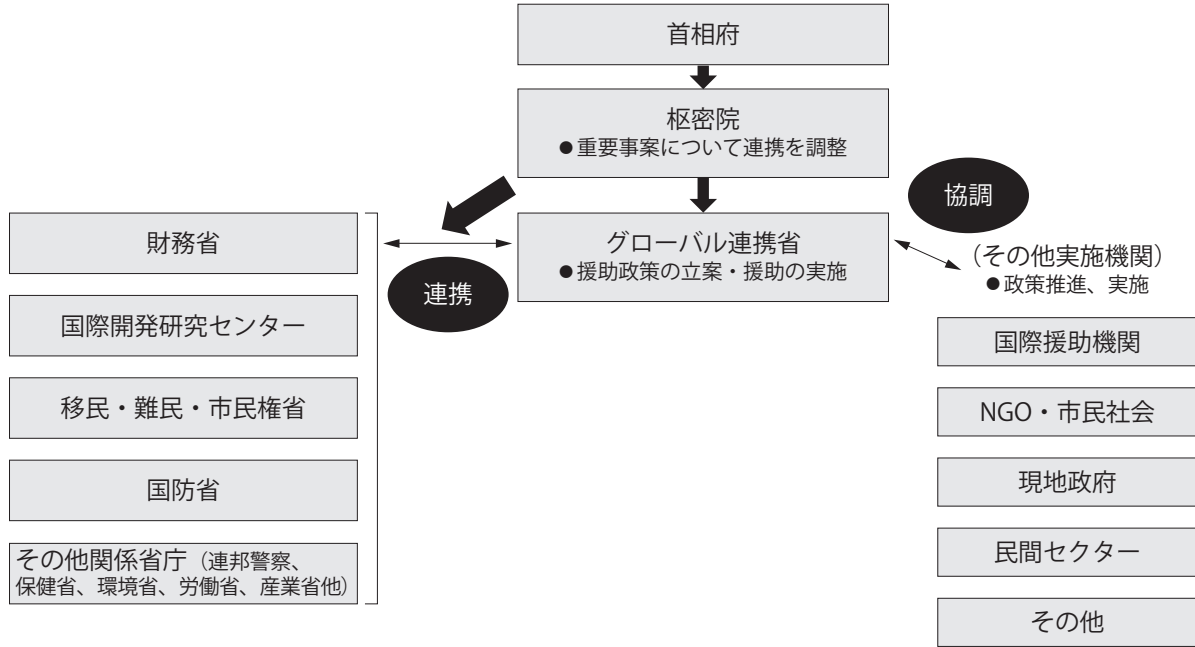 首相府
枢密院
●重要事案について連携を調整
協調
財務省
グローバル連携省
●援助政策の立案・援助の実施
(その他実施機関)
●政策推進、実施
連携
国際開発研究センター
国際援助機関
移民・難民・市民権省
NGO・市民社会
国防省
現地政府
その他関係省庁(連邦警察、
保健省、環境省、労働省、産業省他)
民間セクター
その他